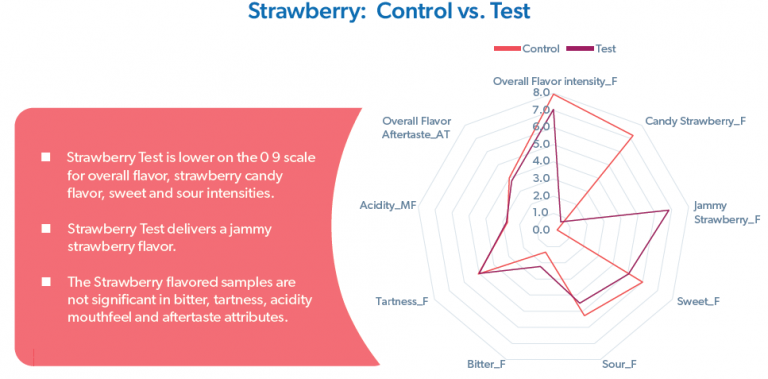 Strawberry:  Control vs. Test
Strawberry Test is lower on the 0 9 scale
for overall flavor, strawberry candy
flavor, sweet and sour intensities.
Strawberry Test delivers a jammy
strawberry flavor.
The Strawberry flavored samples are
not significant in bitter, tartness, acidity
mouthfeel and aftertaste attributes.
Control
Test
Overall Flavor intensity_F
8.0
7.0
6.0
5.0
4.0
3.0
2.0
1.0
0.0
Candy Strawberry_F
Jammy
Strawberry_F
Sweet_F
Sour_F
Bitter_F
Tartness_F
Acidity_MF
Overall Flavor
Aftertaste_AT